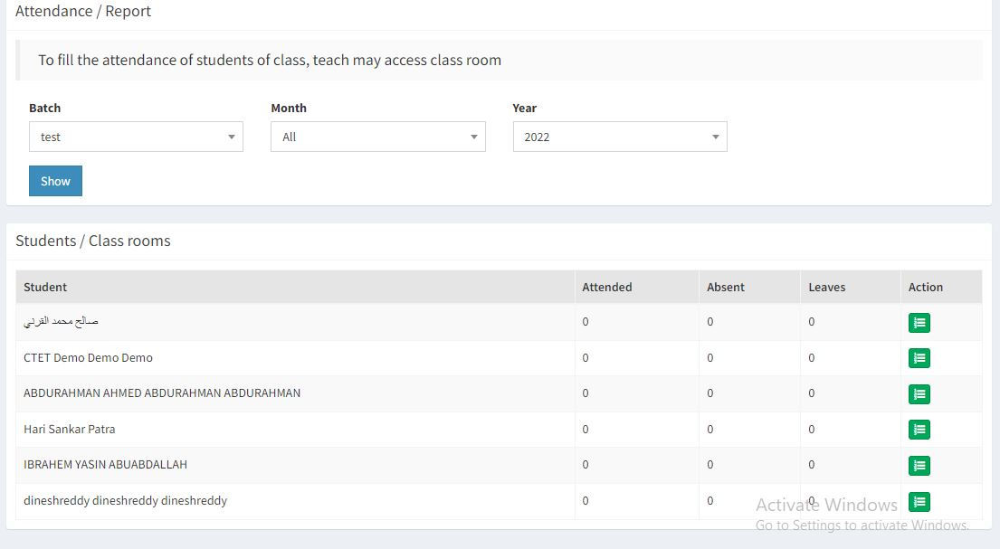 Attendance / Report
To fill the attendance of students of class, teach may access class room
Batch Month Year
test All 2022
Show
Students / Class rooms
Student Attended Absent Leaves Action
صالح محمد القرني 0 0 0
CTET Demo Demo Demo 0 0 0
ABDURAHMAN AHMED ABDURAHMAN ABDURAHMAN 0 0 0
Hari Sankar Patra 0 0 0
IBRAHEM YASIN ABUABDALLAH 0 0 0
dineshreddy dineshreddy dineshreddy 0 0 0
Activate Windows
Go to Settings to activate Windows.